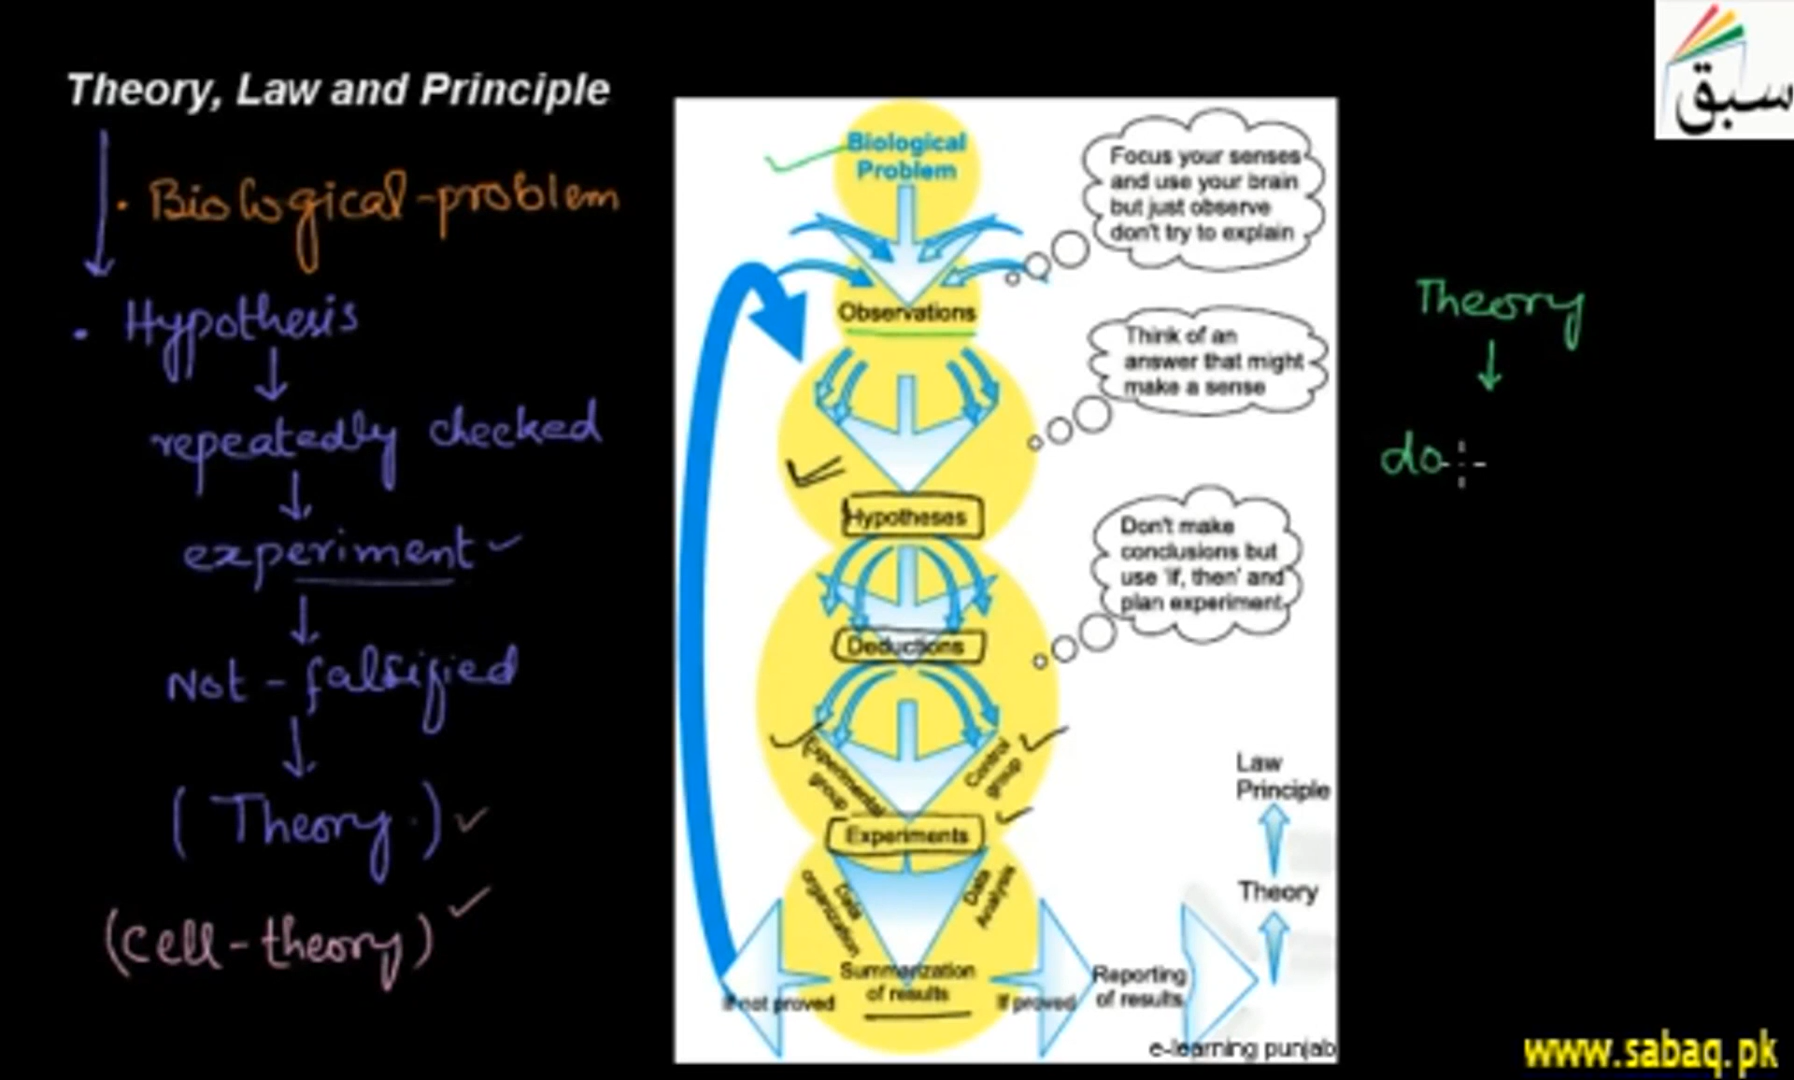 سبق
Theory, Law and Principle
Biological-problem
Hypothesis
repeatedly checked
experiment
Not-falsified
(Theory.)
(Cell-theory)
Biological
Problem
Focus your senses
and use your brain
but just observe
don't try to explain
Observations
Think of an
answer that might
make a sense
Hypotheses
Don't make
conclusions but
use 'if, then' and
plan experiment
Deductions
Experimental
group
Control
group
Experiments
Data
organization
Data
Analysis
Summarization
of results
If not proved
If proved
Reporting
of results
Law
Principle
Theory
e-learning punjab
Theory
do
www.sabaq.pk